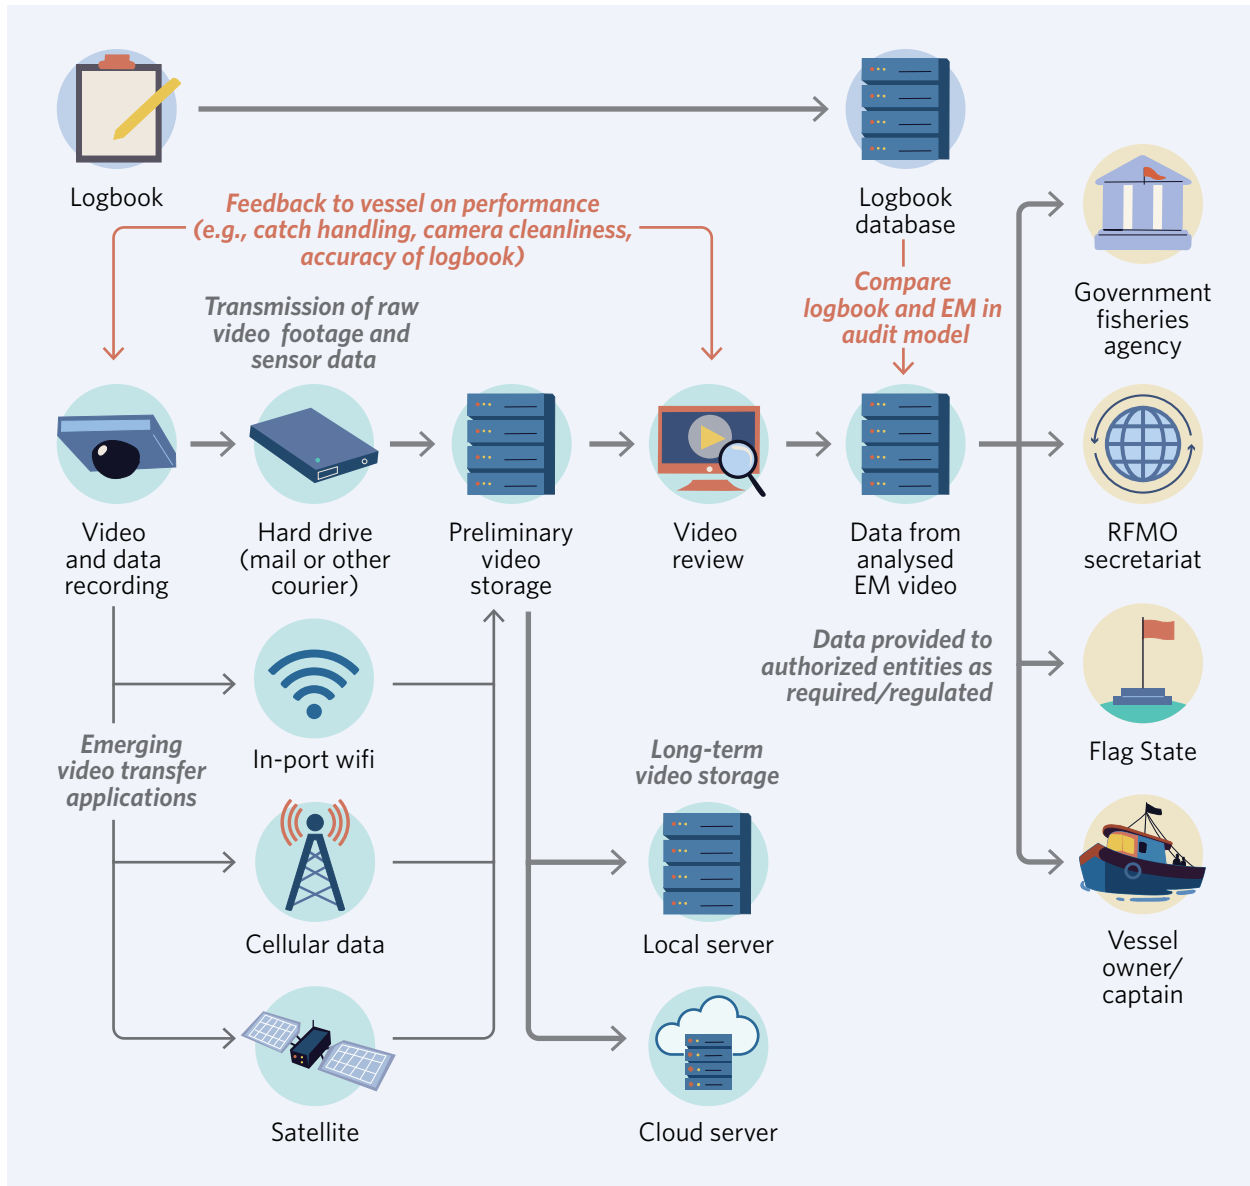 Logbook
Logbook
database
Feedback to vessel on performance
(e.g., catch handling, camera cleanliness,
accuracy of logbook)
Compare
logbook and EM in
audit model
Transmission of raw
video footage and
sensor data
Government
fisheries
agency
Video
and data
recording
Hard drive
(mail or other
courier)
Preliminary
video
storage
Video
review
Data from
analysed
EM video
RFMO
secretariat
Data provided to
authorized entities as
required/regulated
Emerging
video transfer
applications
In-port wifi
Long-term
video storage
Flag State
Cellular data
Local server
Vessel
owner/
captain
Satellite
Cloud server